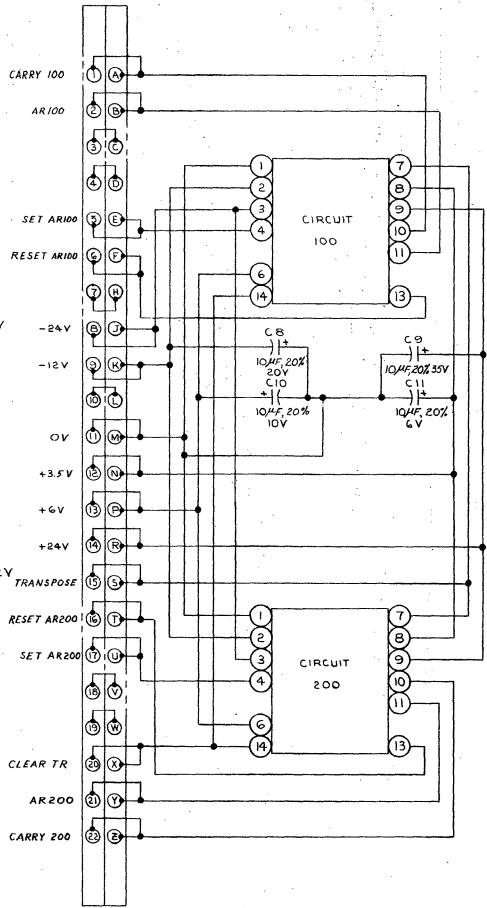 CARRY 100 1 A
AR100 2 B
3 C
4 D
SET AR100 5 E
RESET AR100 6 F
7 H
-24V 8 J
-12V 9 K
10 L
0V 11 M
+3.5V 12 N
+6V 13 P
+24V 14 R
TRANSPOSE 15 S
RESET AR200 16 T
SET AR200 17 U
18 V
19 W
CLEAR TR 20 X
AR200 21 Y
CARRY 200 22 Z
1 7
2 8
3 9
4 10
11
6
14 13
CIRCUIT
100
C8
+
10µF, 20%
20V
C10
+
10µF, 20%
10V
C9
+
10µF, 20% 35V
C11
+
10µF, 20%
6V
1 7
2 8
3 9
4 10
11
6
14 13
CIRCUIT
200